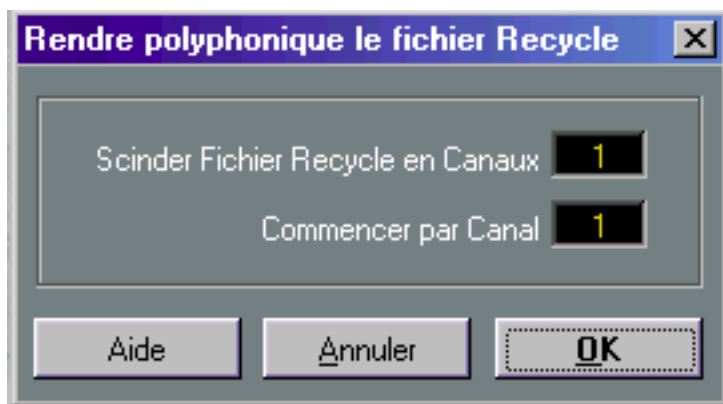 Rendre polyphonique le fichier Recycle
Scinder Fichier Recycle en Canaux 1
Commencer par Canal 1
Aide Annuler OK